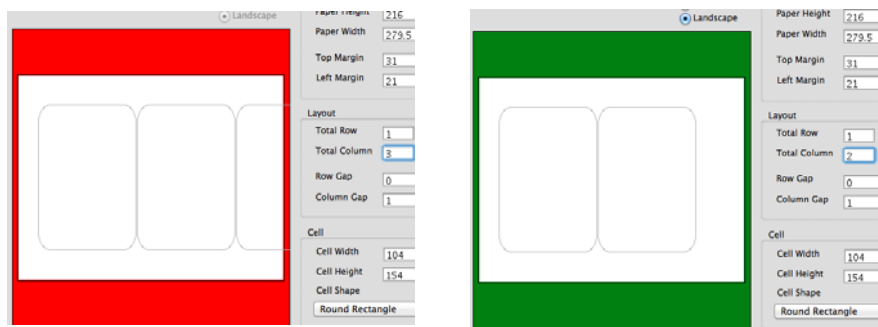 Landscape
Paper Height 216
Paper Width 279.5
Top Margin 31
Left Margin 21
Layout
Total Row 1
Total Column 3
Row Gap 0
Column Gap 1
Cell
Cell Width 104
Cell Height 154
Cell Shape
Round Rectangle
Landscape
Paper Height 216
Paper Width 279.5
Top Margin 31
Left Margin 21
Layout
Total Row 1
Total Column 2
Row Gap 0
Column Gap 1
Cell
Cell Width 104
Cell Height 154
Cell Shape
Round Rectangle